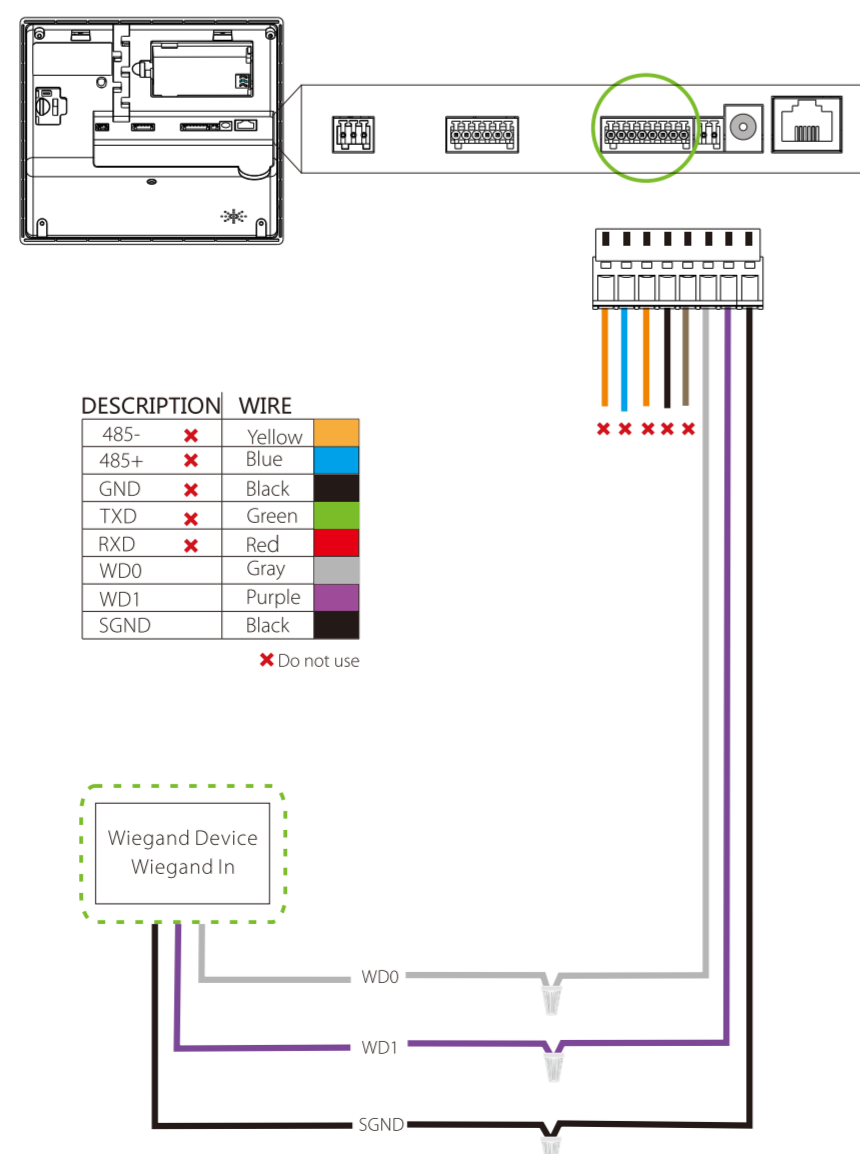 DESCRIPTION WIRE
485- ✖ Yellow
485+ ✖ Blue
GND ✖ Black
TXD ✖ Green
RXD ✖ Red
WD0 Gray
WD1 Purple
SGND Black
✖ Do not use
Wiegand Device
Wiegand In
WD0
WD1
SGND